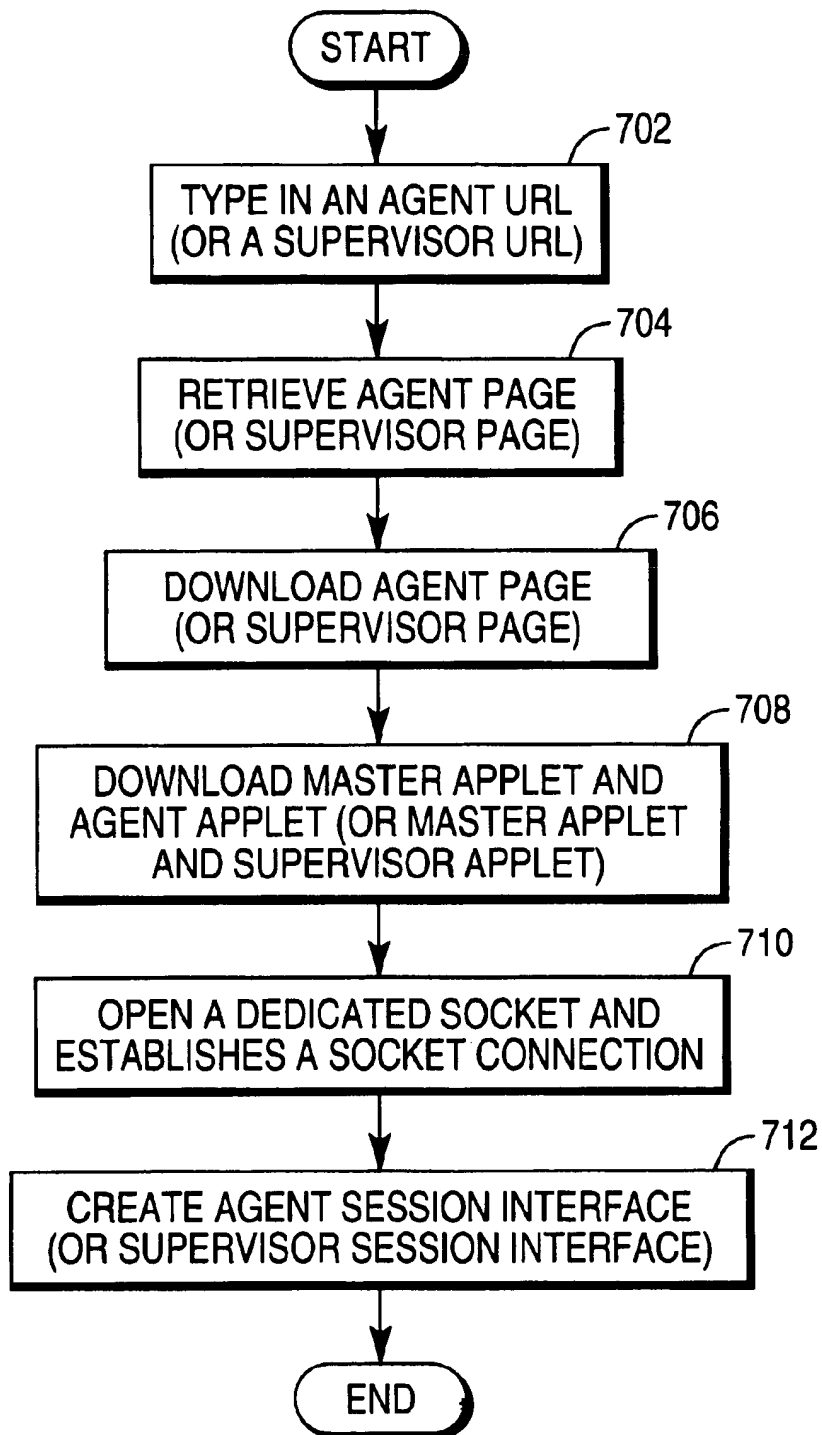 START
702
TYPE IN AN AGENT URL
(OR A SUPERVISOR URL)
704
RETRIEVE AGENT PAGE
(OR SUPERVISOR PAGE)
706
DOWNLOAD AGENT PAGE
(OR SUPERVISOR PAGE)
708
DOWNLOAD MASTER APPLET AND
AGENT APPLET (OR MASTER APPLET
AND SUPERVISOR APPLET)
710
OPEN A DEDICATED SOCKET AND
ESTABLISHES A SOCKET CONNECTION
712
CREATE AGENT SESSION INTERFACE
(OR SUPERVISOR SESSION INTERFACE)
END